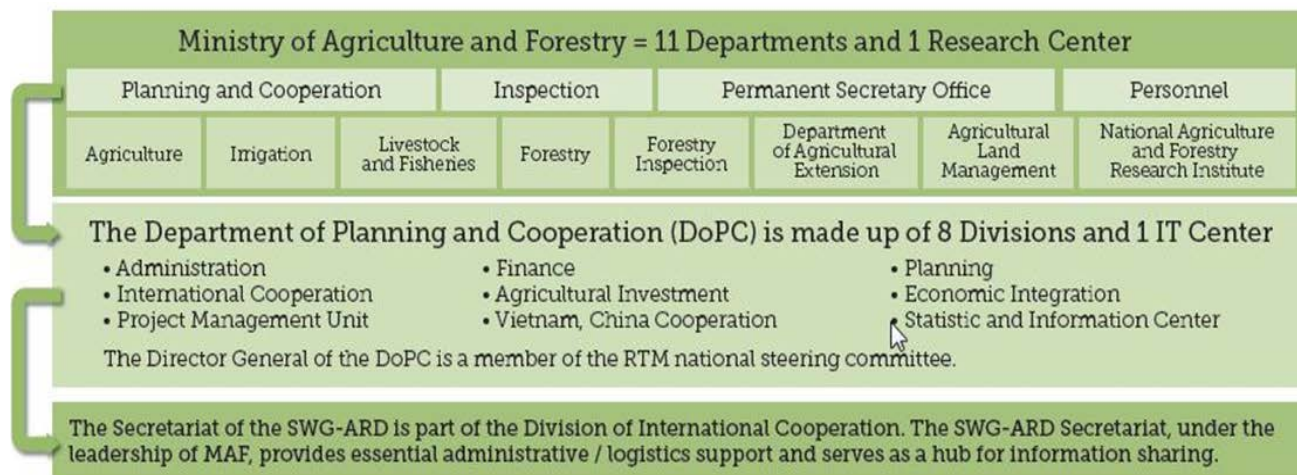 Ministry of Agriculture and Forestry = 11 Departments and 1 Research Center
Planning and Cooperation
Inspection
Permanent Secretary Office
Personnel
Agriculture
Irrigation
Livestock
and Fisheries
Forestry
Forestry
Inspection
Department
of Agricultural
Extension
Agricultural
Land
Management
National Agriculture
and Forestry
Research Institute
The Department of Planning and Cooperation (DoPC) is made up of 8 Divisions and 1 IT Center
• Administration
• International Cooperation
• Project Management Unit
• Finance
• Agricultural Investment
• Vietnam, China Cooperation
• Planning
• Economic Integration
• Statistic and Information Center
The Director General of the DoPC is a member of the RTM national steering committee.
The Secretariat of the SWG-ARD is part of the Division of International Cooperation. The SWG-ARD Secretariat, under the
leadership of MAF, provides essential administrative / logistics support and serves as a hub for information sharing.